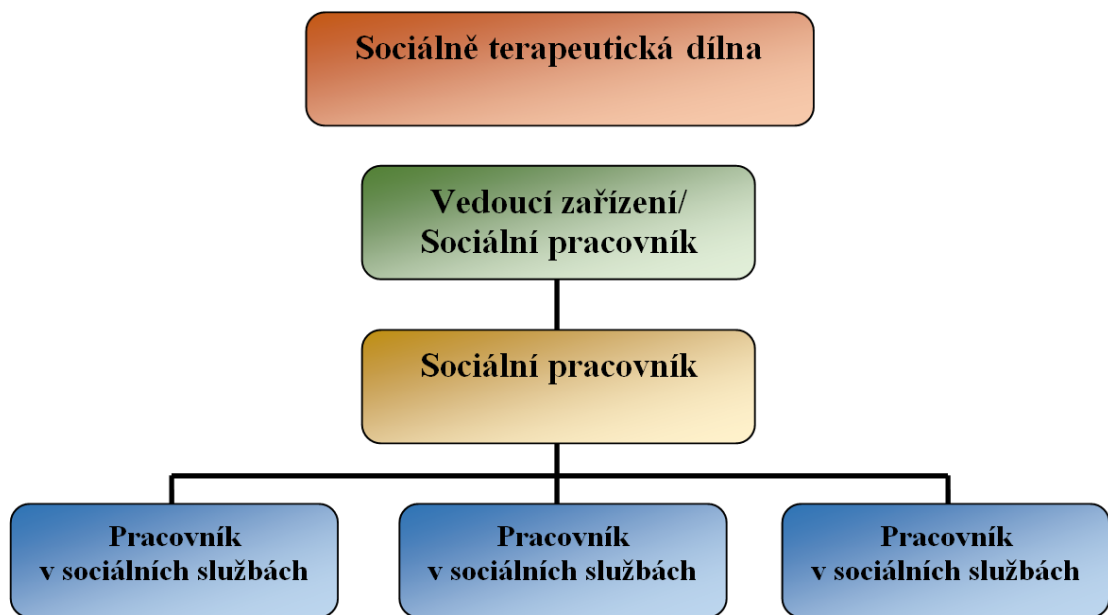 Sociálně terapeutická dílna
Vedoucí zařízení/
Sociální pracovník
Sociální pracovník
Pracovník
v sociálních službách
Pracovník
v sociálních službách
Pracovník
v sociálních službách